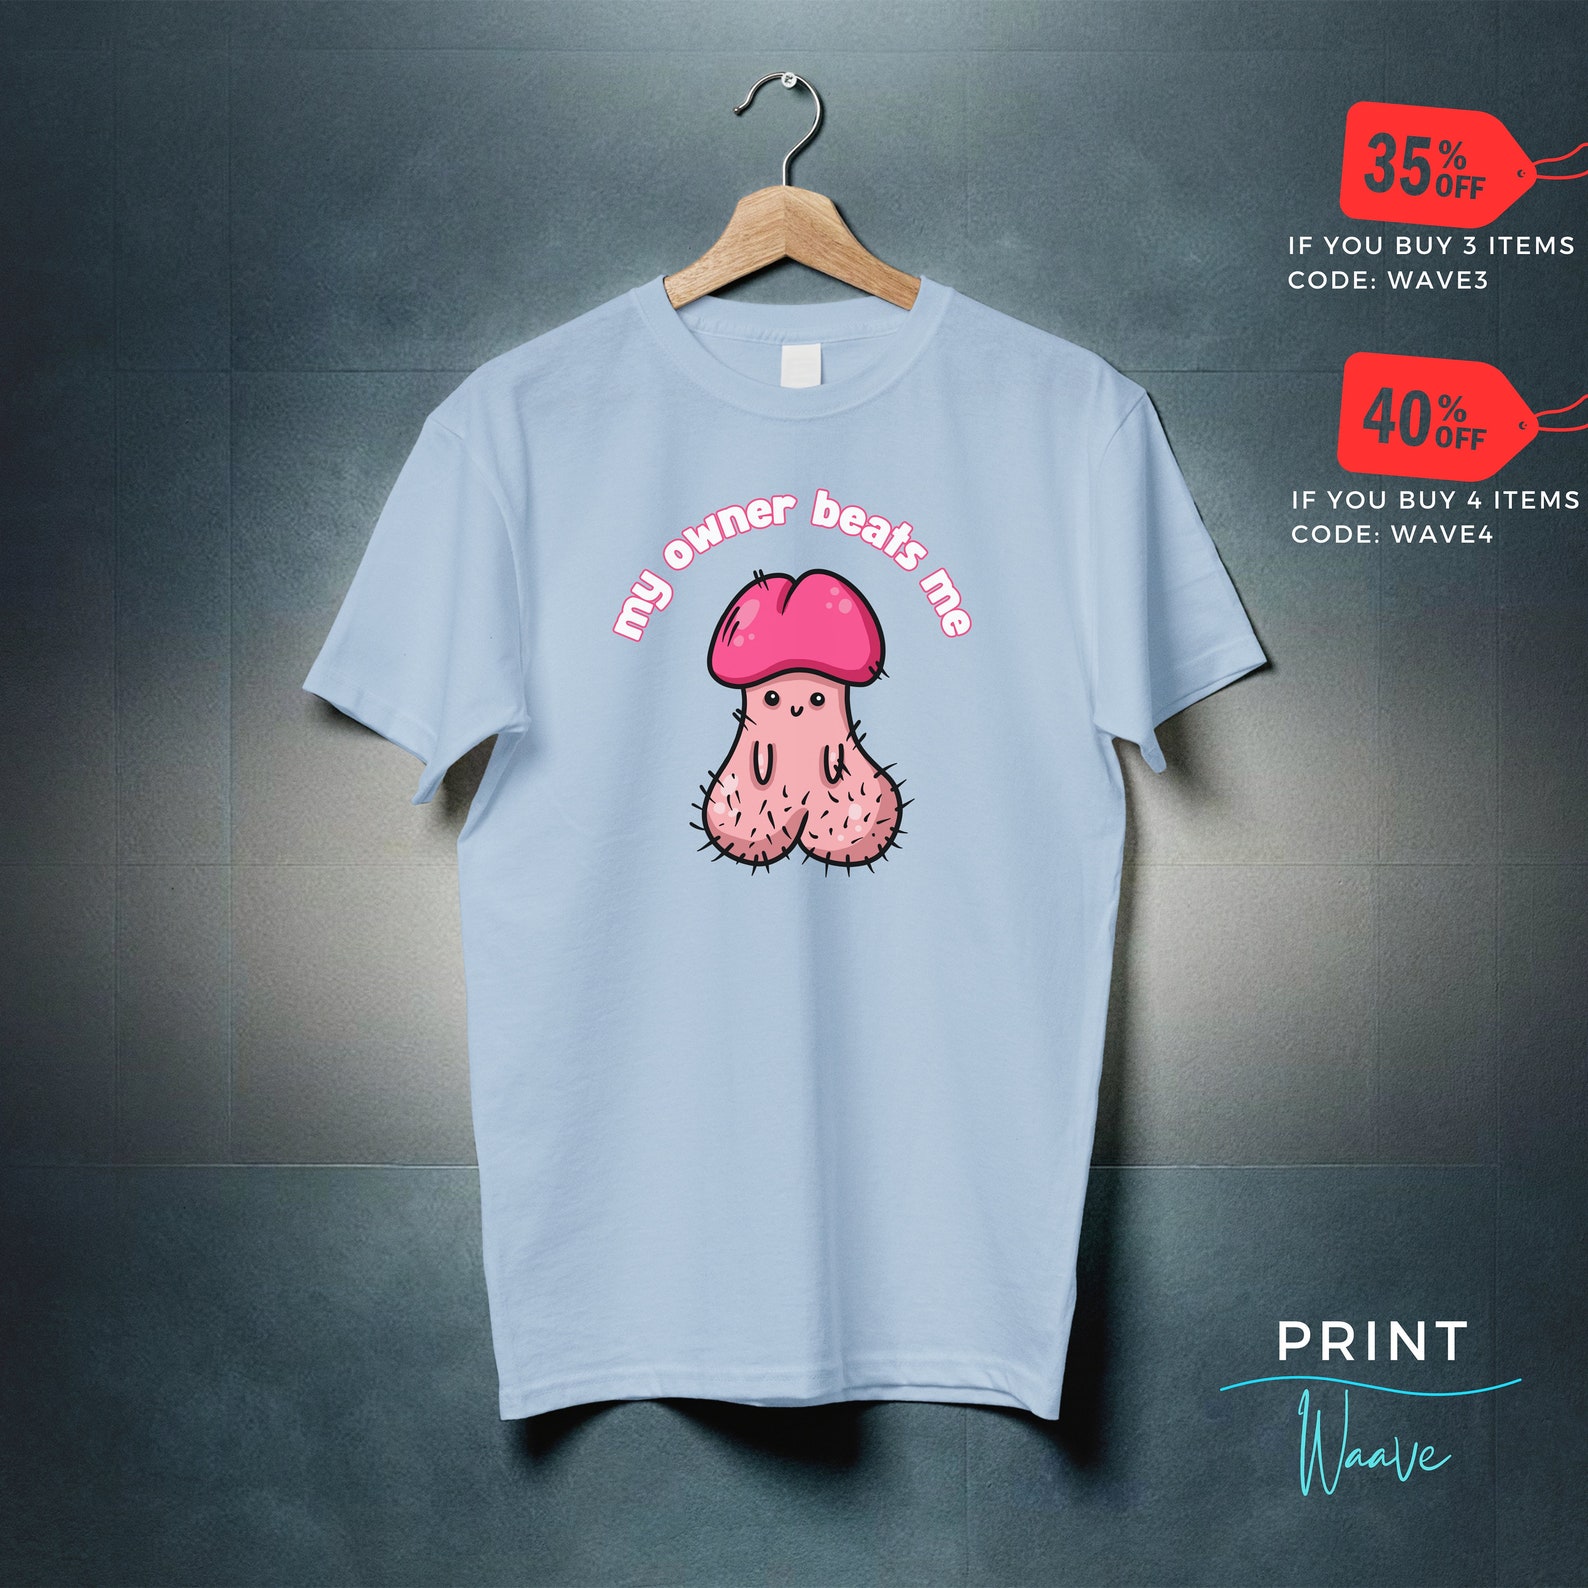 my owner beats me
35% OFF
IF YOU BUY 3 ITEMS
CODE: WAVE3
40% OFF
IF YOU BUY 4 ITEMS
CODE: WAVE4
PRINT
Waave